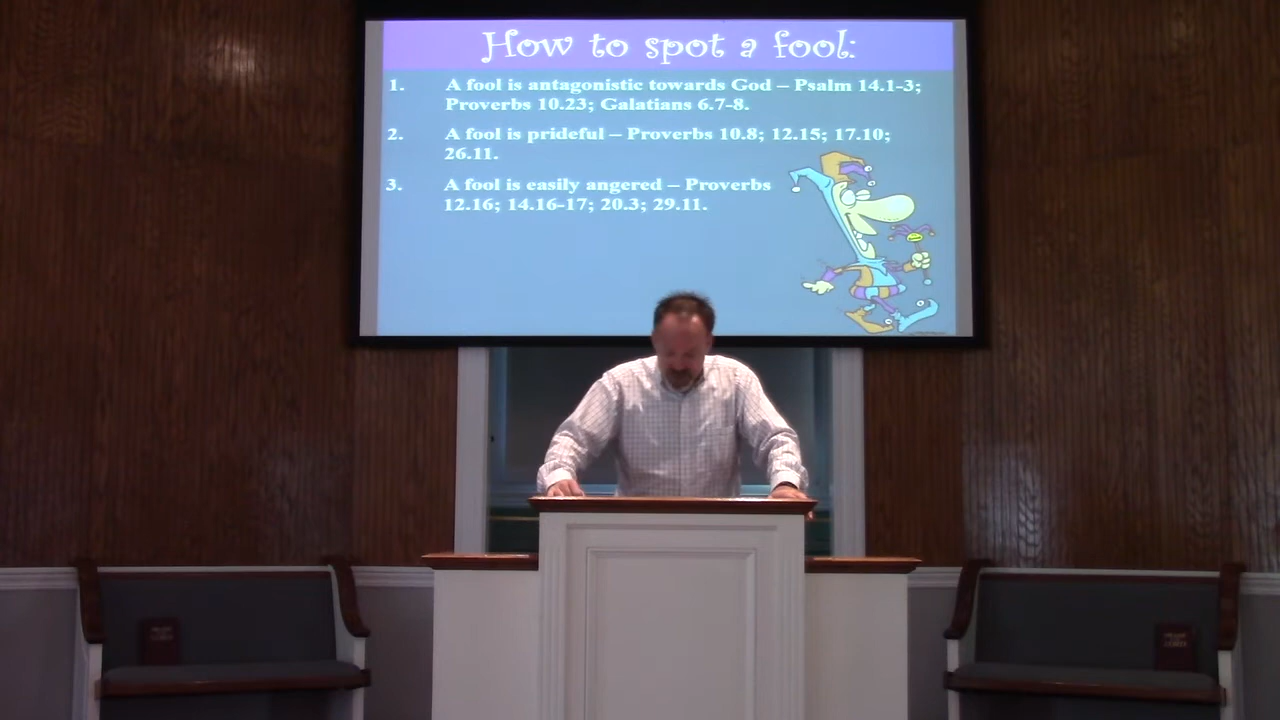 How to spot a fool:
1. A fool is antagonistic towards God – Psalm 14.1-3;
Proverbs 10.23; Galatians 6.7-8.
2. A fool is prideful – Proverbs 10.8; 12.15; 17.10;
26.11.
3. A fool is easily angered – Proverbs
12.16; 14.16-17; 20.3; 29.11.